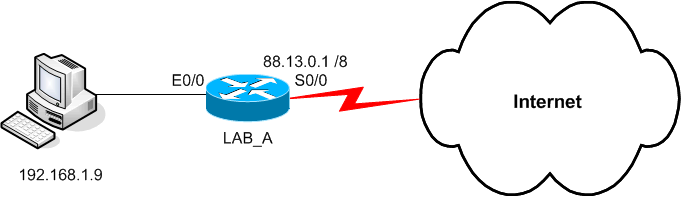 88.13.0.1 /8
E0/0
S0/0
Internet
LAB_A
192.168.1.9